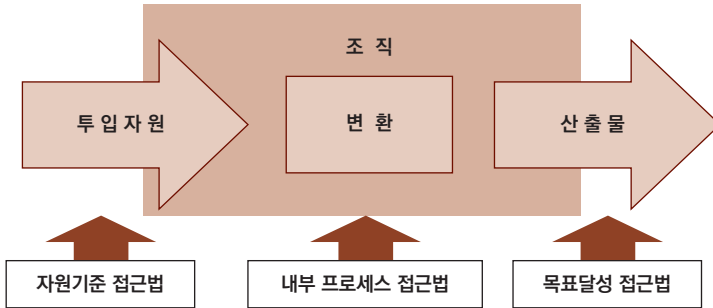 조 직
투 입 자 원
변 환
산 출 물
자원기준 접근법
내부 프로세스 접근법
목표달성 접근법